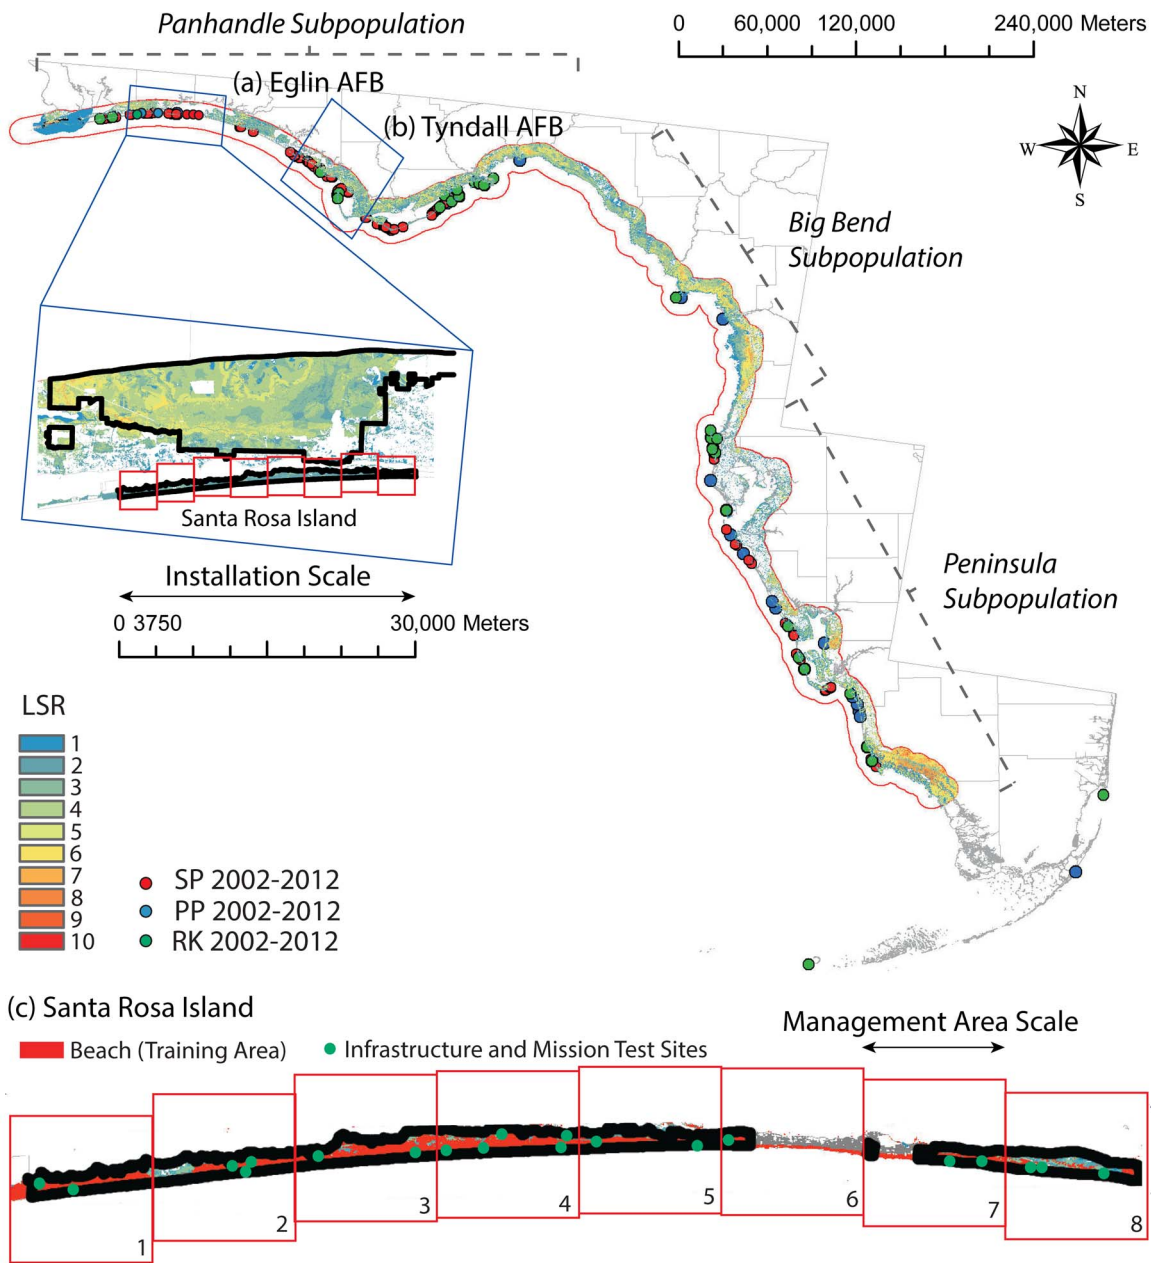 Panhandle Subpopulation
0 60,000 120,000 240,000 Meters
(a) Eglin AFB
(b) Tyndall AFB
N
W E
S
Big Bend
Subpopulation
Santa Rosa Island
Peninsula
Subpopulation
Installation Scale
0 3750 30,000 Meters
LSR
1
2
3
4
5
6
7
8
9
10
SP 2002-2012
PP 2002-2012
RK 2002-2012
(c) Santa Rosa Island
Management Area Scale
Beach (Training Area)
Infrastructure and Mission Test Sites
1
2
3
4
5
6
7
8